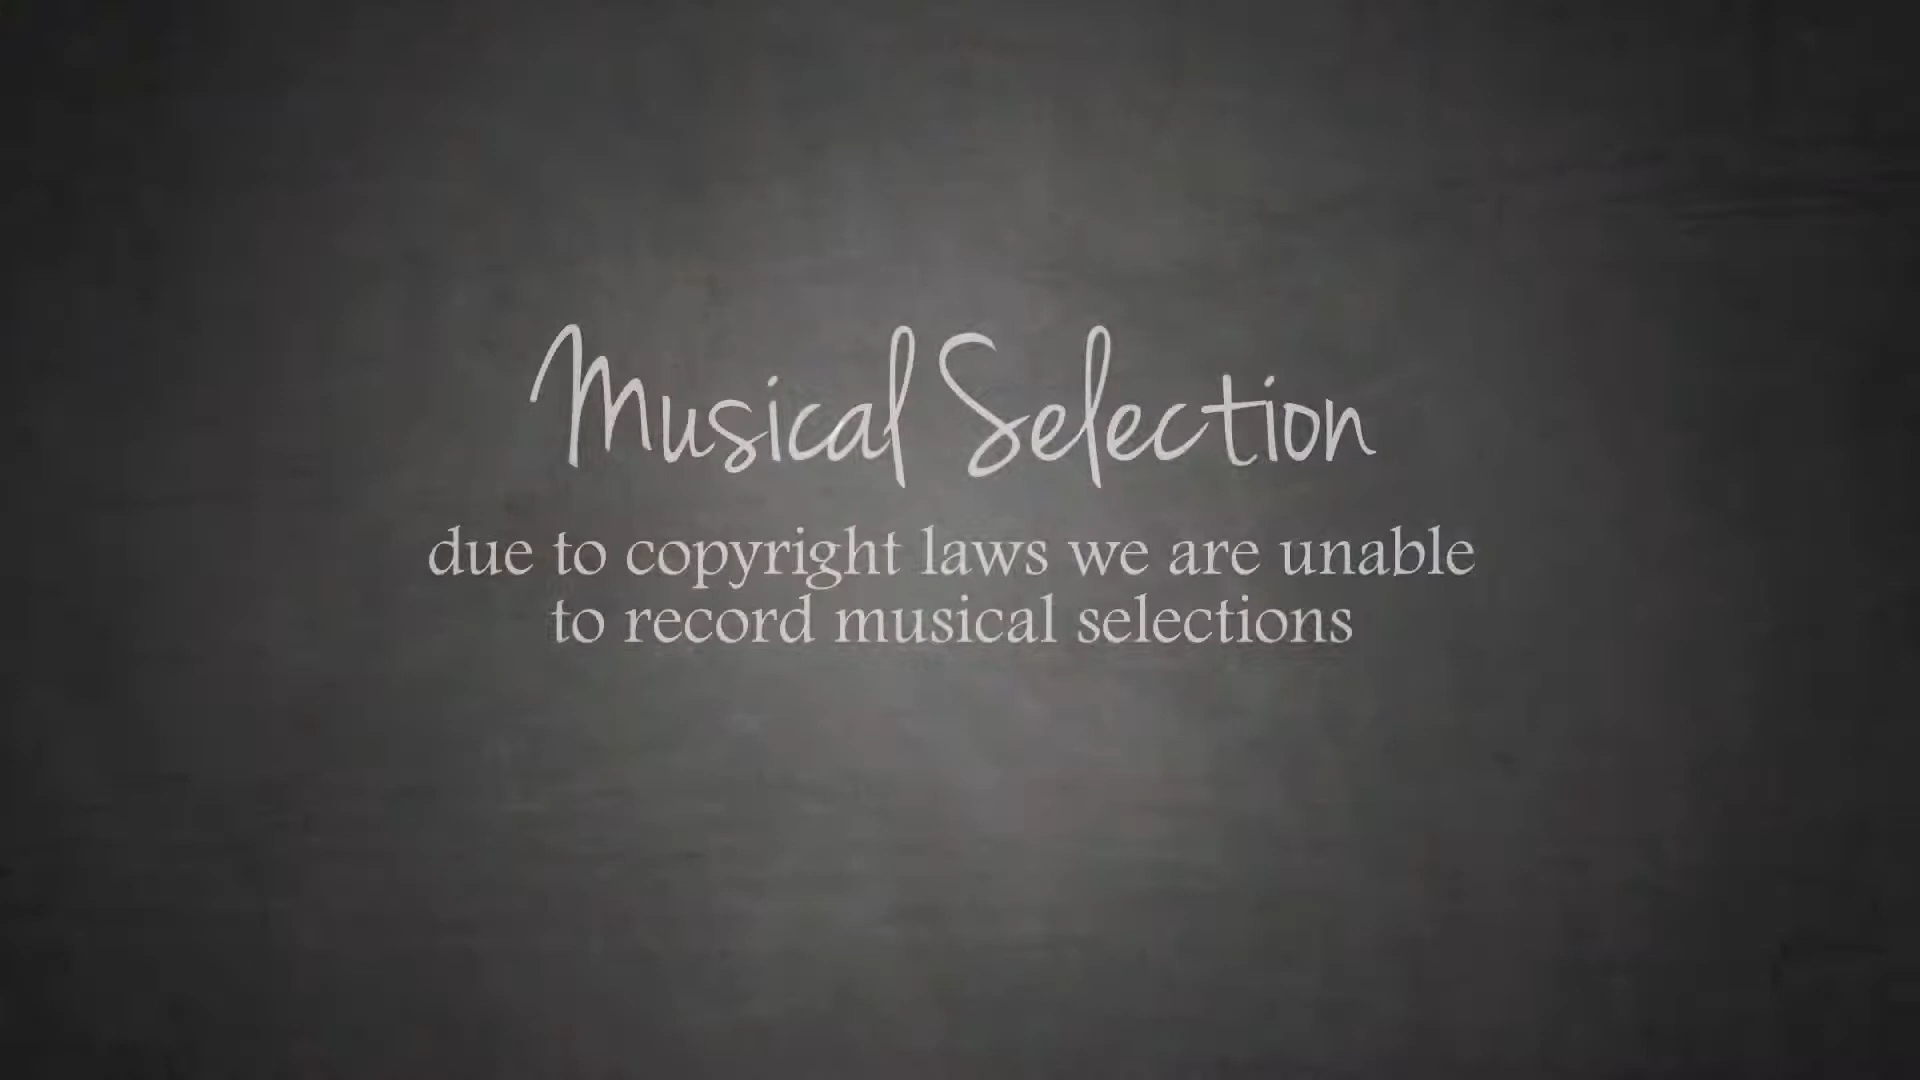 Musical Selection
due to copyright laws we are unable
to record musical selections